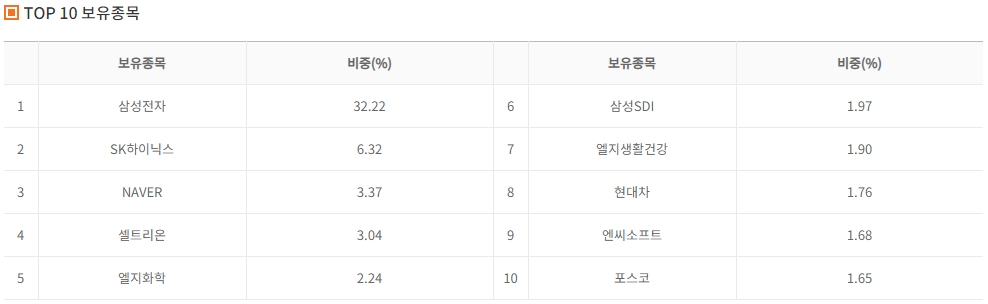 TOP 10 보유종목
보유종목 비중(%) 보유종목 비중(%)
1 삼성전자 32.22 6 삼성SDI 1.97
2 SK하이닉스 6.32 7 엘지생활건강 1.90
3 NAVER 3.37 8 현대차 1.76
4 셀트리온 3.04 9 엔씨소프트 1.68
5 엘지화학 2.24 10 포스코 1.65